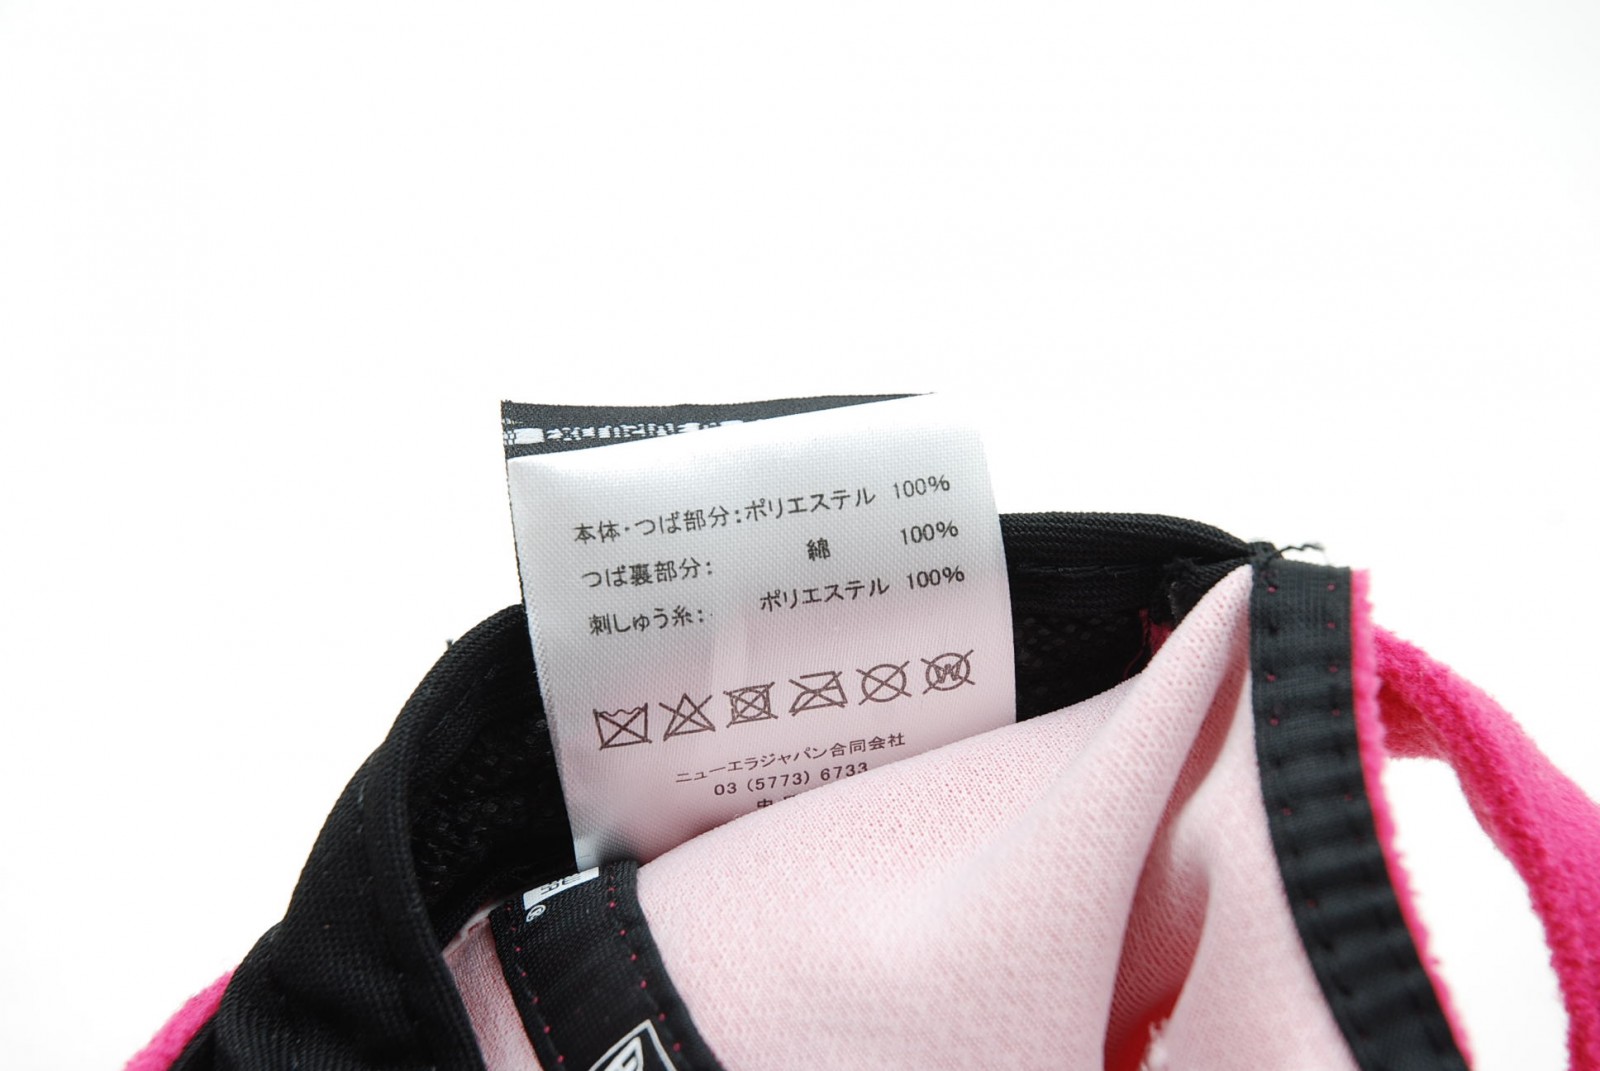 本体・つば部分:ポリエステル 100%
つば裏部分: 綿 100%
刺しゅう糸: ポリエステル 100%
ニューエラジャパン合同会社
03 (5773) 6733